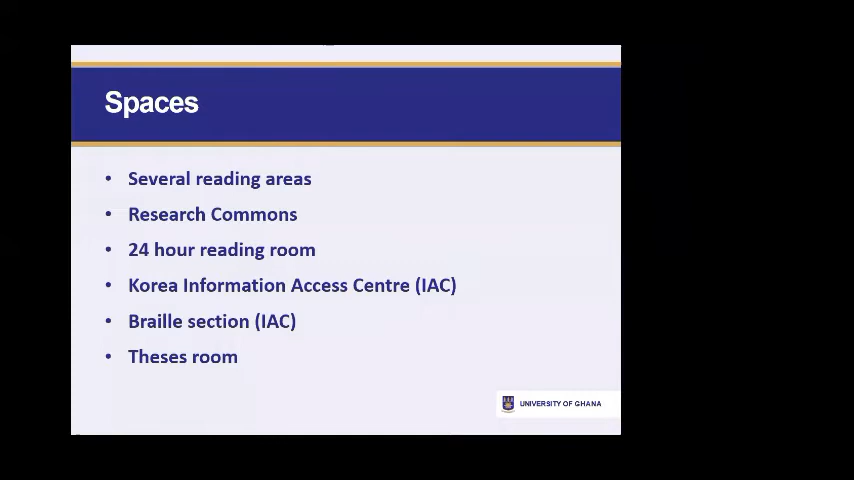 Spaces
• Several reading areas
• Research Commons
• 24 hour reading room
• Korea Information Access Centre (IAC)
• Braille section (IAC)
• Theses room
UNIVERSITY OF GHANA